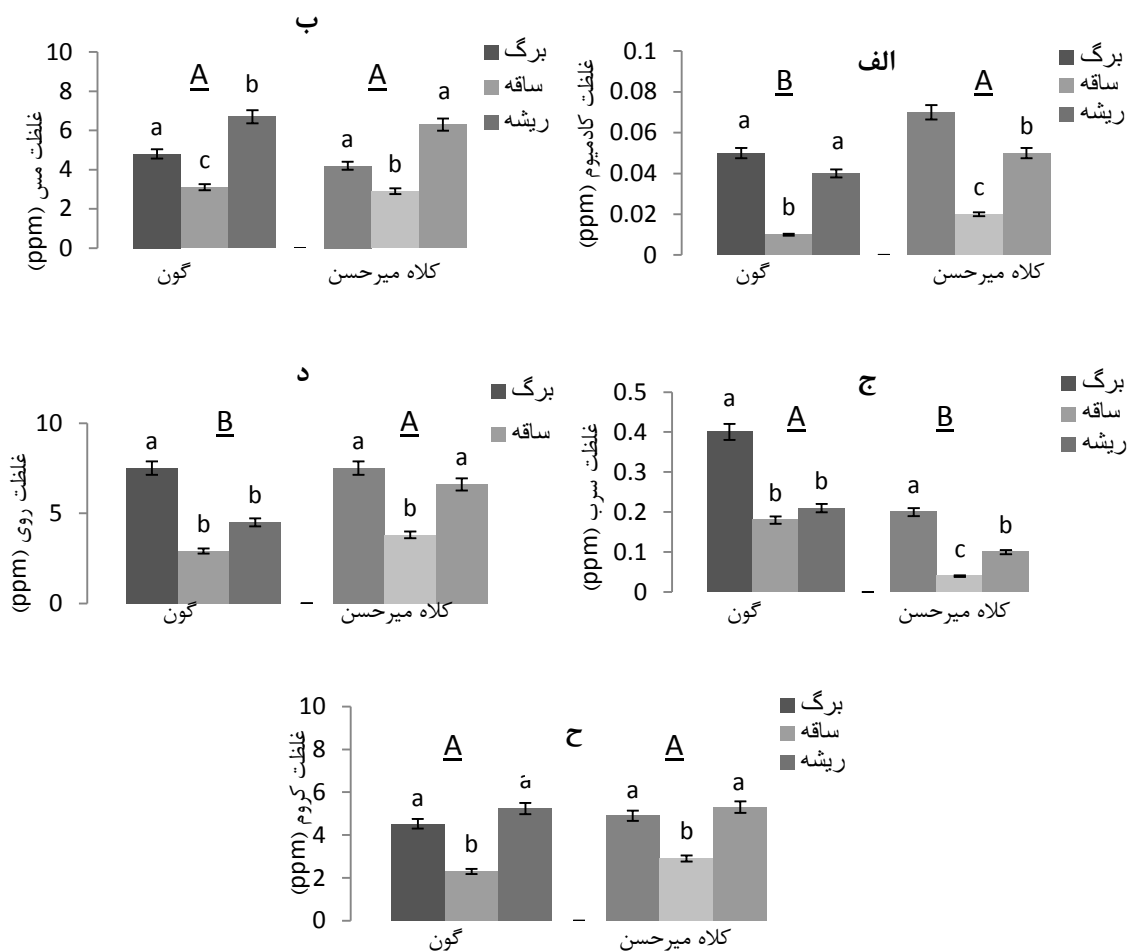 الف
غلظت کادمیوم (ppm)
0.1
0.08
0.06
0.04
0.02
0
B
A
a
b
a
c
b
گون
کلاه میرحسن
برگ
ساقه
ریشه
ب
غلظت مس (ppm)
10
8
6
4
2
0
A
A
a
c
b
a
b
a
گون
کلاه میرحسن
برگ
ساقه
ریشه
ج
غلظت سرب (ppm)
0.5
0.4
0.3
0.2
0.1
0
A
B
a
b
b
a
c
b
گون
کلاه میرحسن
برگ
ساقه
ریشه
د
غلظت روی (ppm)
10
5
0
B
A
a
b
b
a
b
a
گون
کلاه میرحسن
برگ
ساقه
ح
غلظت کروم (ppm)
10
8
6
4
2
0
A
A
a
b
a
a
b
a
گون
کلاه میرحسن
برگ
ساقه
ریشه